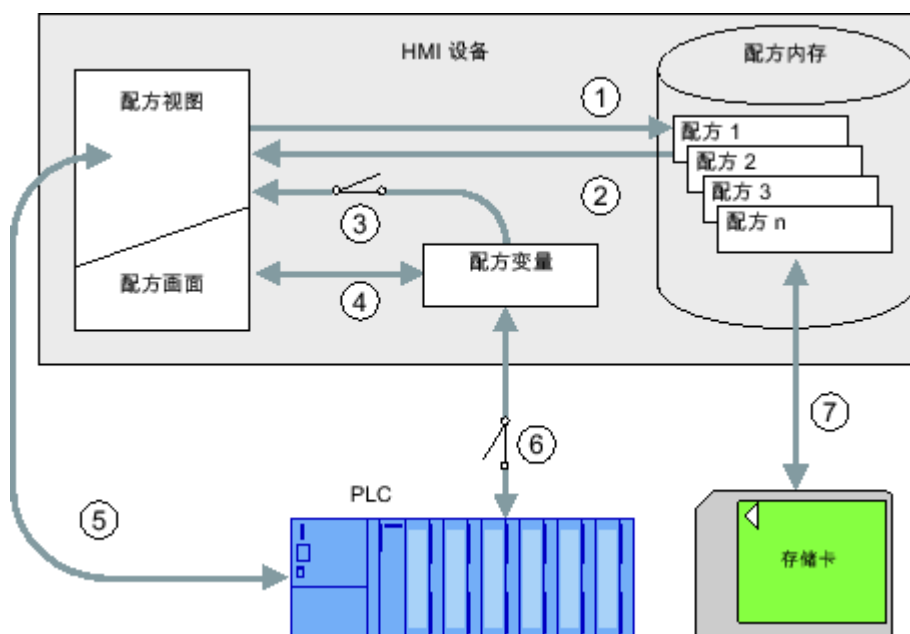 HMI 设备
配方内存
配方视图
①
配方 1
配方 2
②
配方 3
③
配方 n
配方变量
配方画面
④
⑦
⑥
PLC
⑤
存储卡